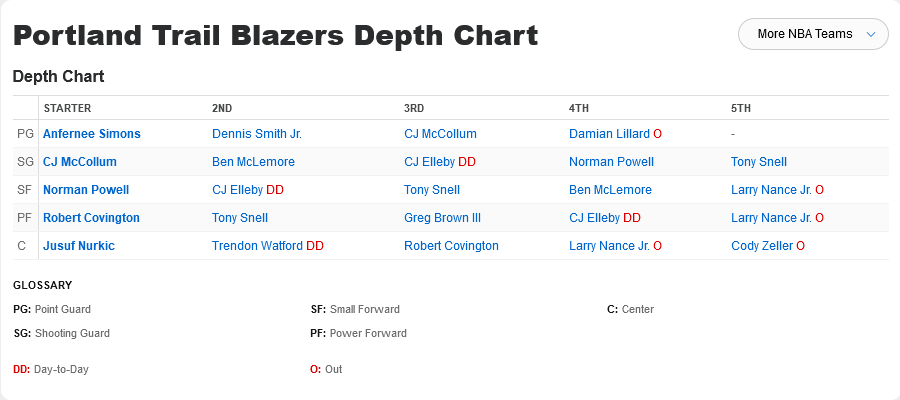 Portland Trail Blazers Depth Chart
More NBA Teams
Depth Chart
STARTER 2ND 3RD 4TH 5TH
PG Anfernee Simons Dennis Smith Jr. CJ McCollum Damian Lillard O -
SG CJ McCollum Ben McLemore CJ Elleby DD Norman Powell Tony Snell
SF Norman Powell CJ Elleby DD Tony Snell Ben McLemore Larry Nance Jr. O
PF Robert Covington Tony Snell Greg Brown III CJ Elleby DD Larry Nance Jr. O
C Jusuf Nurkic Trendon Watford DD Robert Covington Larry Nance Jr. O Cody Zeller O
GLOSSARY
PG: Point Guard SF: Small Forward C: Center
SG: Shooting Guard PF: Power Forward
DD: Day-to-Day O: Out